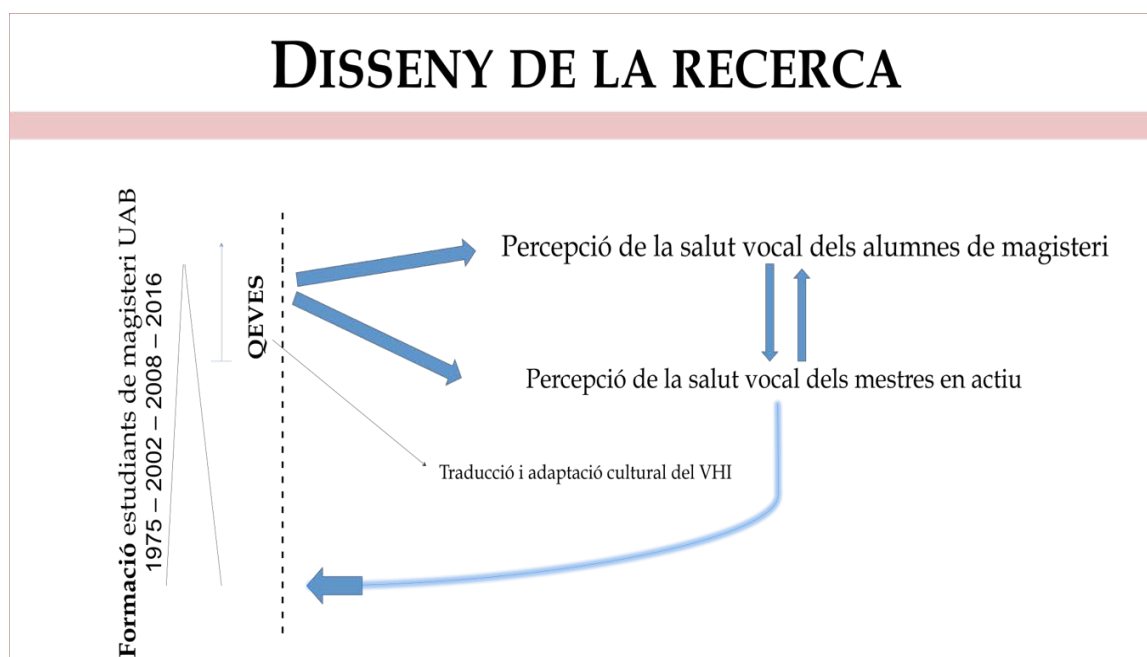 DISSENY DE LA RECERCA
Formació estudiants de magisteri UAB
1975 – 2002 – 2008 – 2016
QEVES
Percepció de la salut vocal dels alumnes de magisteri
Percepció de la salut vocal dels mestres en actiu
Traducció i adaptació cultural del VHI